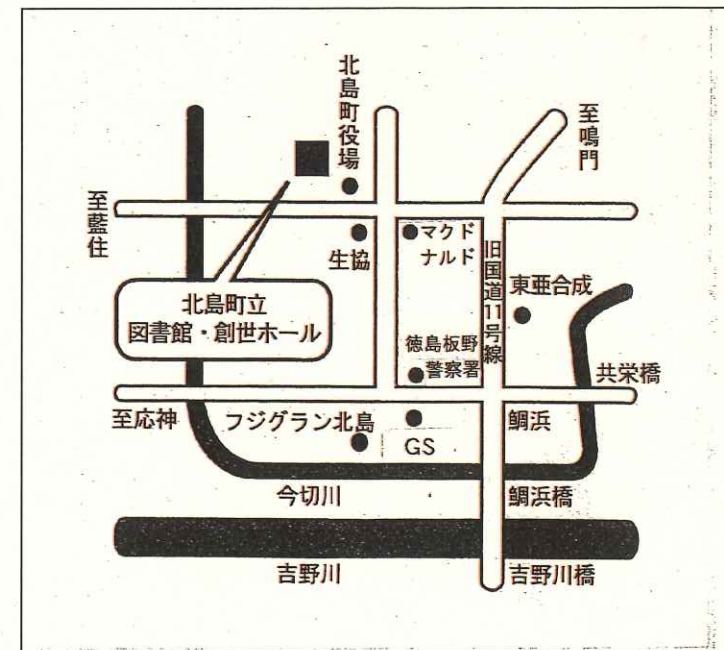 北島町役場
至鳴門
至藍住
生協
マクド
ナルド
旧国道11号線
東亜合成
北島町立
図書館・創世ホール
徳島板野
警察署
共栄橋
至応神
フジグラン北島
GS
鯛浜
今切川
鯛浜橋
吉野川
吉野川橋